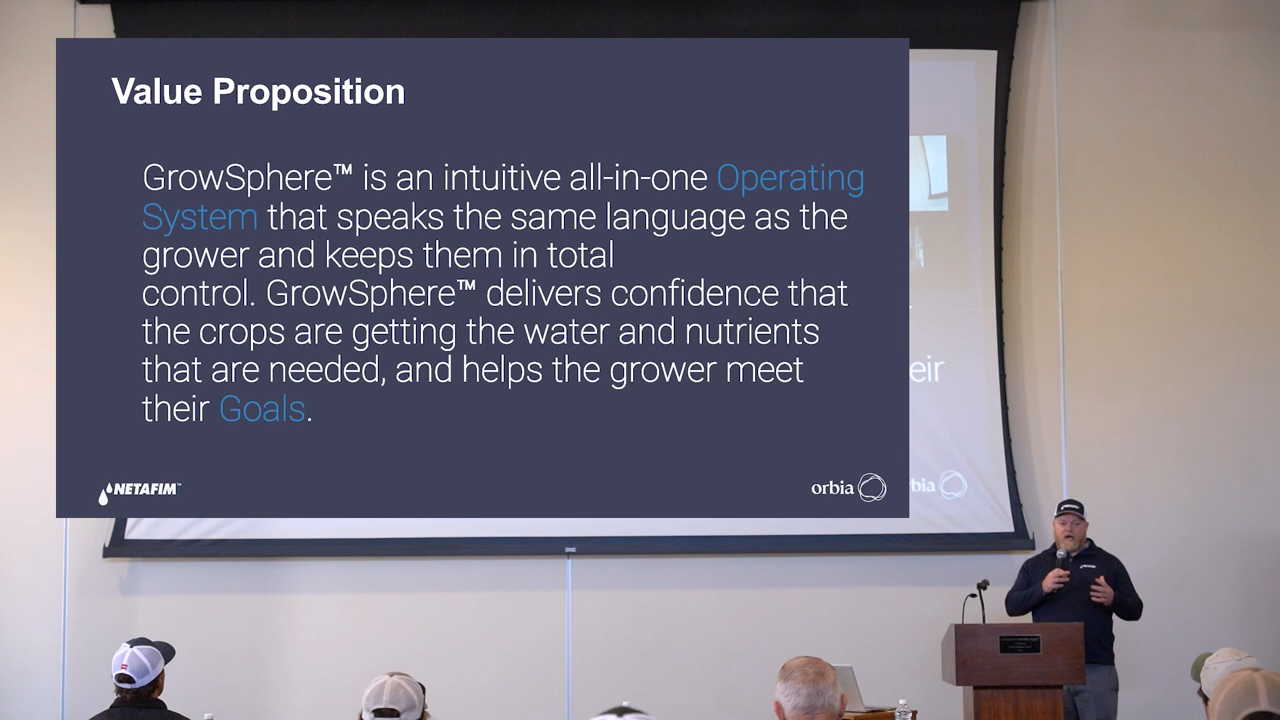 Value Proposition
GrowSphere™ is an intuitive all-in-one Operating
System that speaks the same language as the
grower and keeps them in total
control. GrowSphere™ delivers confidence that
the crops are getting the water and nutrients
that are needed, and helps the grower meet
their Goals.
eir
NETAFIM™
orbia
bia
NETAFIM